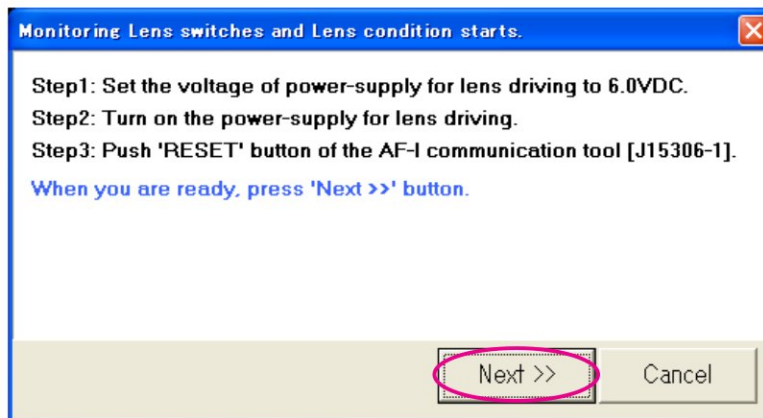 Monitoring Lens switches and Lens condition starts.
Step1: Set the voltage of power-supply for lens driving to 6.0VDC.
Step2: Turn on the power-supply for lens driving.
Step3: Push 'RESET' button of the AF-I communication tool [J15306-1].
When you are ready, press 'Next >>' button.
Next >>
Cancel